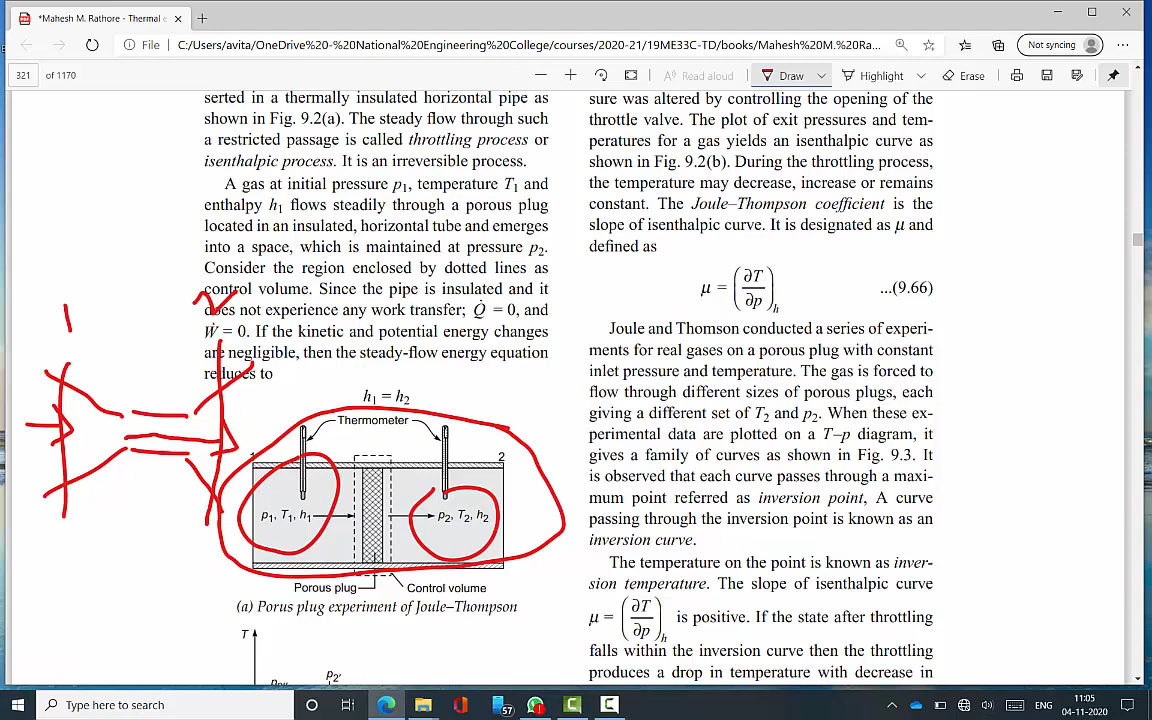 *Mahesh M. Rathore - Thermal e
File
C:/Users/avita/OneDrive%20-%20National%20Engineering%20College/courses/2020-21/19ME33C-TD/books/Mahesh%20M.%20Ra...
Not syncing
321 of 1170
Read aloud
Draw
Highlight
Erase
serted in a thermally insulated horizontal pipe as
shown in Fig. 9.2(a). The steady flow through such
a restricted passage is called throttling process or
isenthalpic process. It is an irreversible process.
A gas at initial pressure p₁, temperature T₁ and
enthalpy h₁ flows steadily through a porous plug
located in an insulated, horizontal tube and emerges
into a space, which is maintained at pressure p₂.
Consider the region enclosed by dotted lines as
control volume. Since the pipe is insulated and it
does not experience any work transfer; Q̇ = 0, and
Ẇ = 0. If the kinetic and potential energy changes
are negligible, then the steady-flow energy equation
reduces to
h₁ = h₂
1
2
Thermometer
1
2
p₁, T₁, h₁
p₂, T₂, h₂
Porous plug
Control volume
(a) Porus plug experiment of Joule–Thompson
T
p₂′
sure was altered by controlling the opening of the
throttle valve. The plot of exit pressures and tem-
peratures for a gas yields an isenthalpic curve as
shown in Fig. 9.2(b). During the throttling process,
the temperature may decrease, increase or remains
constant. The Joule–Thompson coefficient is the
slope of isenthalpic curve. It is designated as μ and
defined as
μ = (∂T/∂p)ₕ ...(9.66)
Joule and Thomson conducted a series of experi-
ments for real gases on a porous plug with constant
inlet pressure and temperature. The gas is forced to
flow through different sizes of porous plugs, each
giving a different set of T₂ and p₂. When these ex-
perimental data are plotted on a T–p diagram, it
gives a family of curves as shown in Fig. 9.3. It
is observed that each curve passes through a maxi-
mum point referred as inversion point, A curve
passing through the inversion point is known as an
inversion curve.
The temperature on the point is known as inver-
sion temperature. The slope of isenthalpic curve
μ = (∂T/∂p)ₕ is positive. If the state after throttling
falls within the inversion curve then the throttling
produces a drop in temperature with decrease in
Type here to search
57
ENG
11:05
04-11-2020